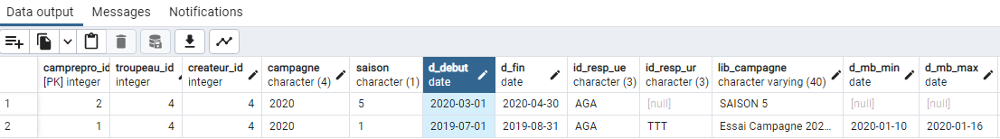 Data output Messages Notifications
camprepro_id troupeau_id createur_id campagne saison d_debut d_fin id_resp_ue id_resp_ur lib_campagne d_mb_min d_mb_max
[PK] integer integer integer character (4) character (1) date date character (3) character (3) character varying (40) date date
1 2 4 4 2020 5 2020-03-01 2020-04-30 AGA [null] SAISON 5 [null] [null]
2 1 4 4 2020 1 2019-07-01 2019-08-31 AGA TTT Essai Campagne 202... 2020-01-10 2020-01-16